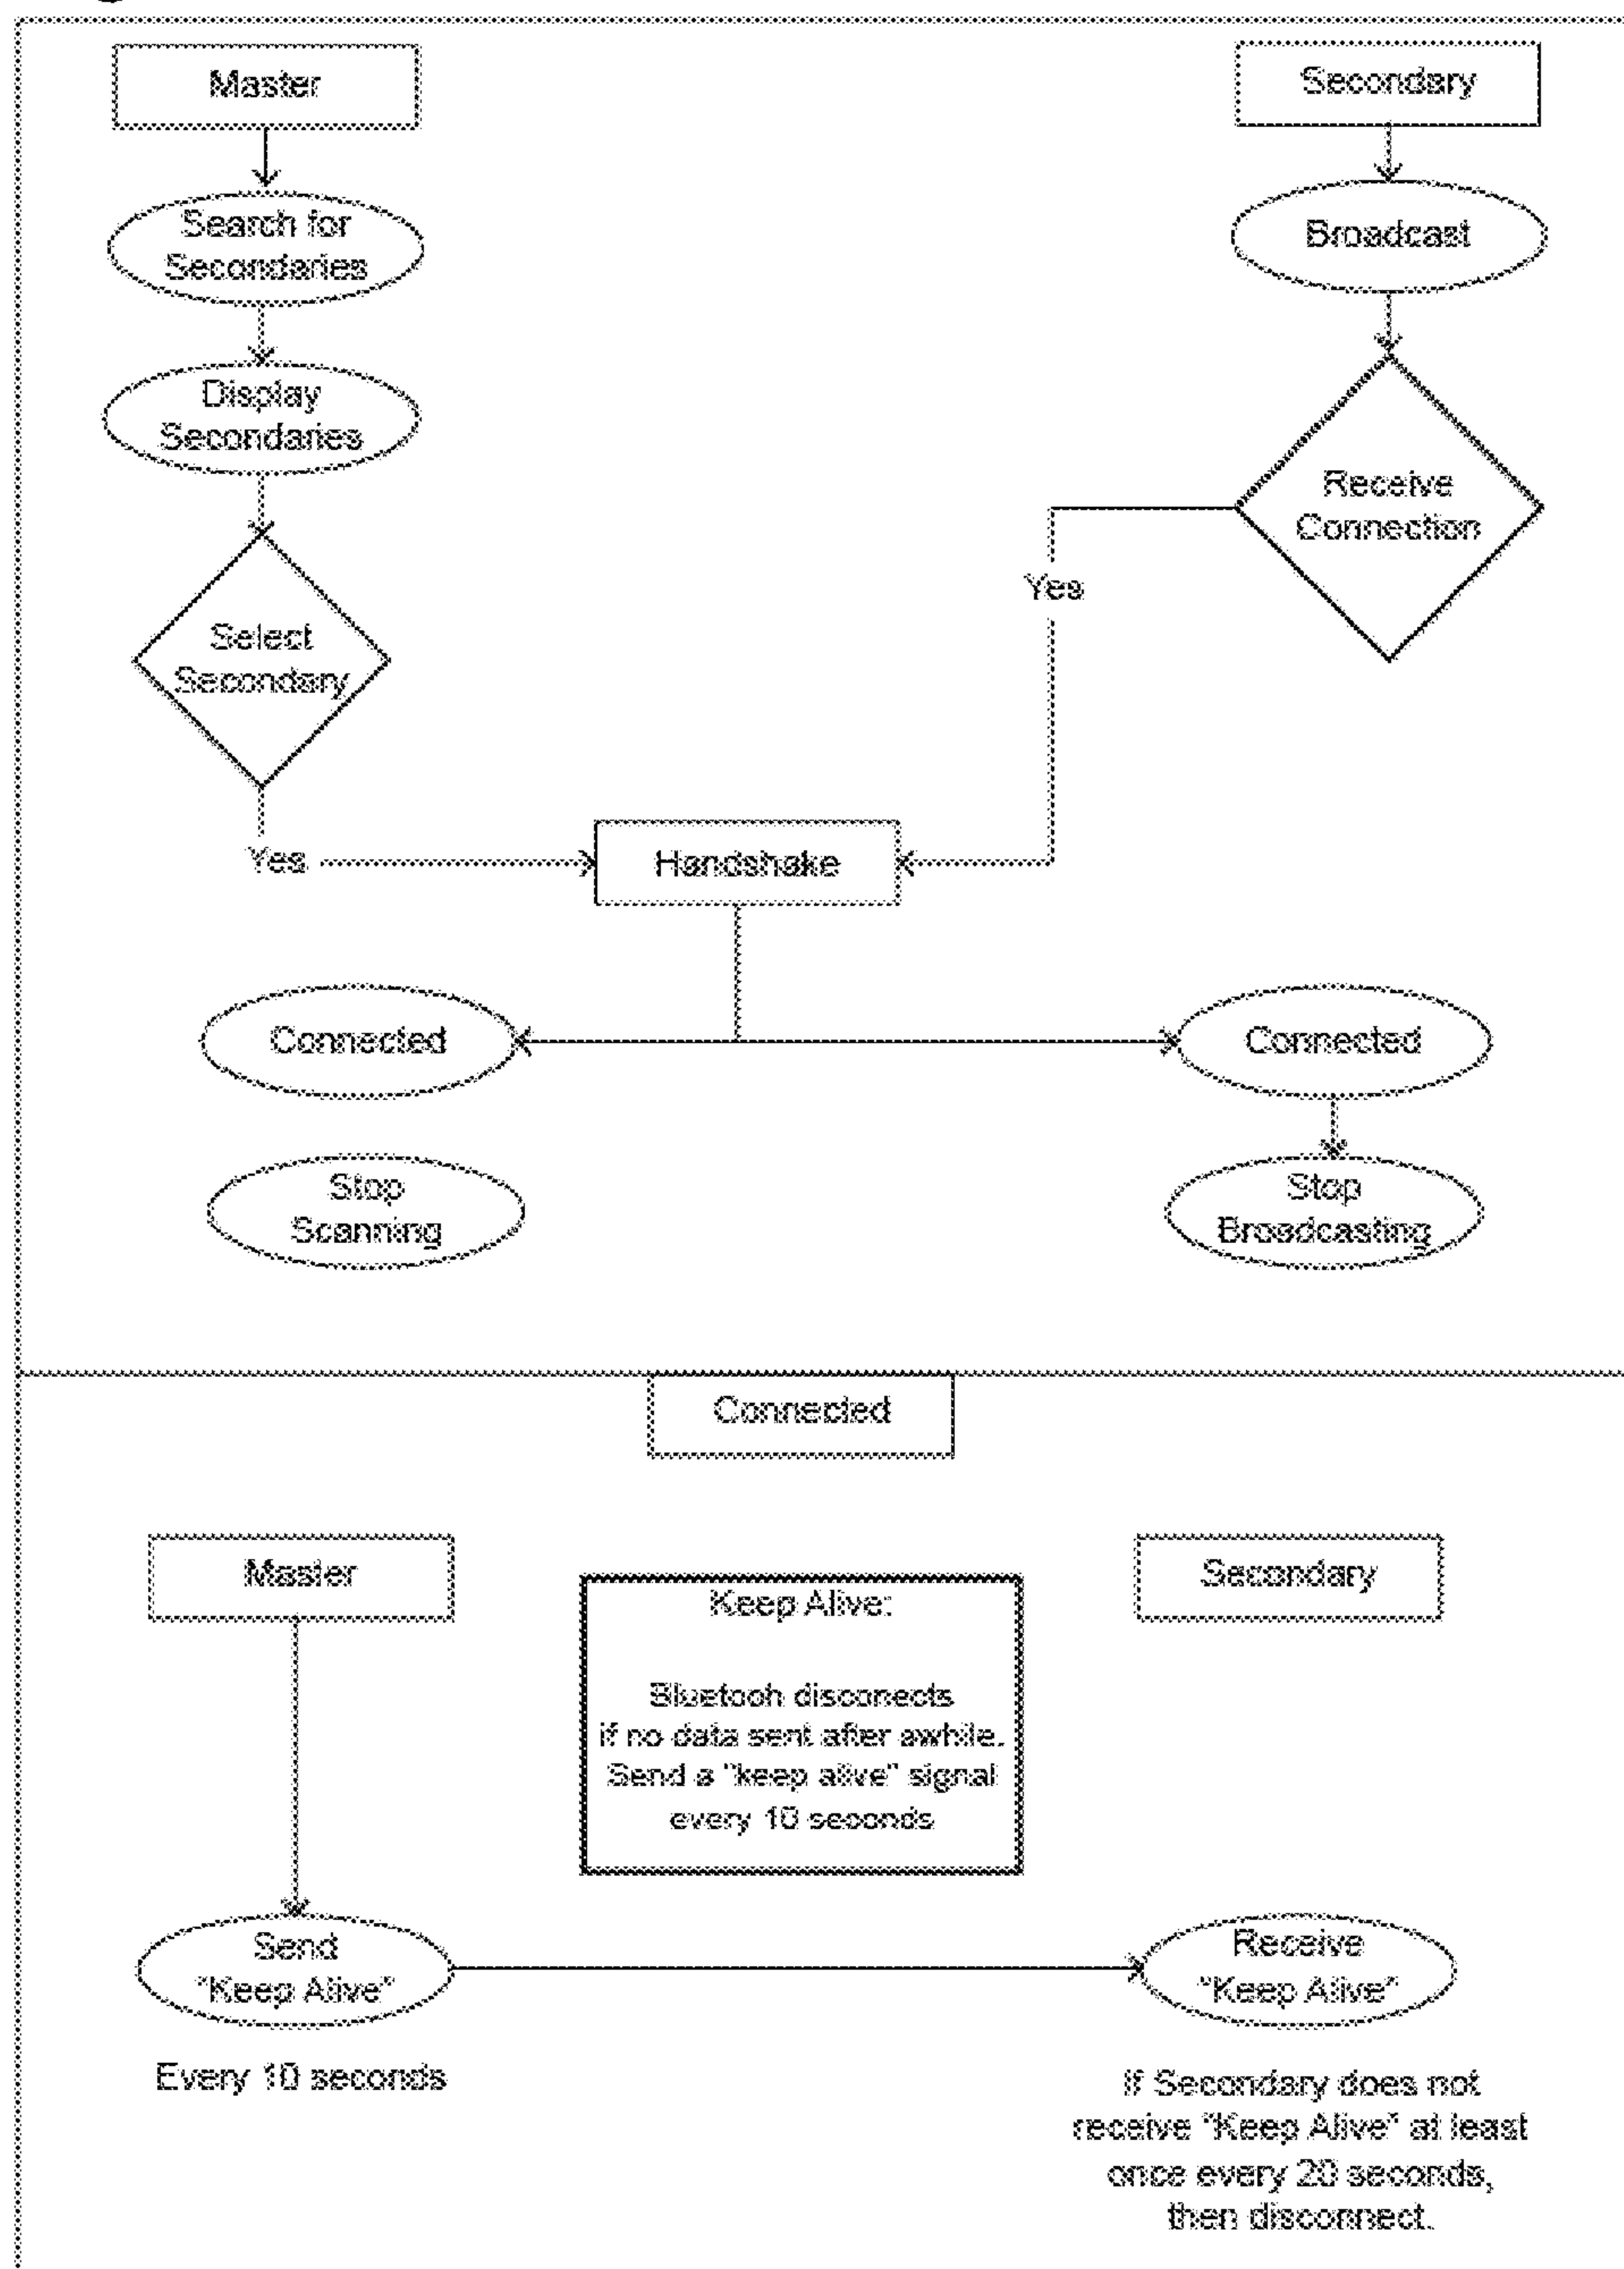 Master
Secondary
Search for
Secondaries
Broadcast
Display
Secondaries
Receive
Connection
Yes
Select
Secondary
Yes
Handshake
Connected
Connected
Stop
Scanning
Stop
Broadcasting
Connected
Master
Secondary
Keep Alive:
Bluetooh disconects
if no data sent after awhile.
Send a "keep alive" signal
every 10 seconds
Send
"Keep Alive"
Receive
"Keep Alive"
Every 10 seconds
If Secondary does not
receive "Keep Alive" at least
once every 20 seconds,
then disconnect.